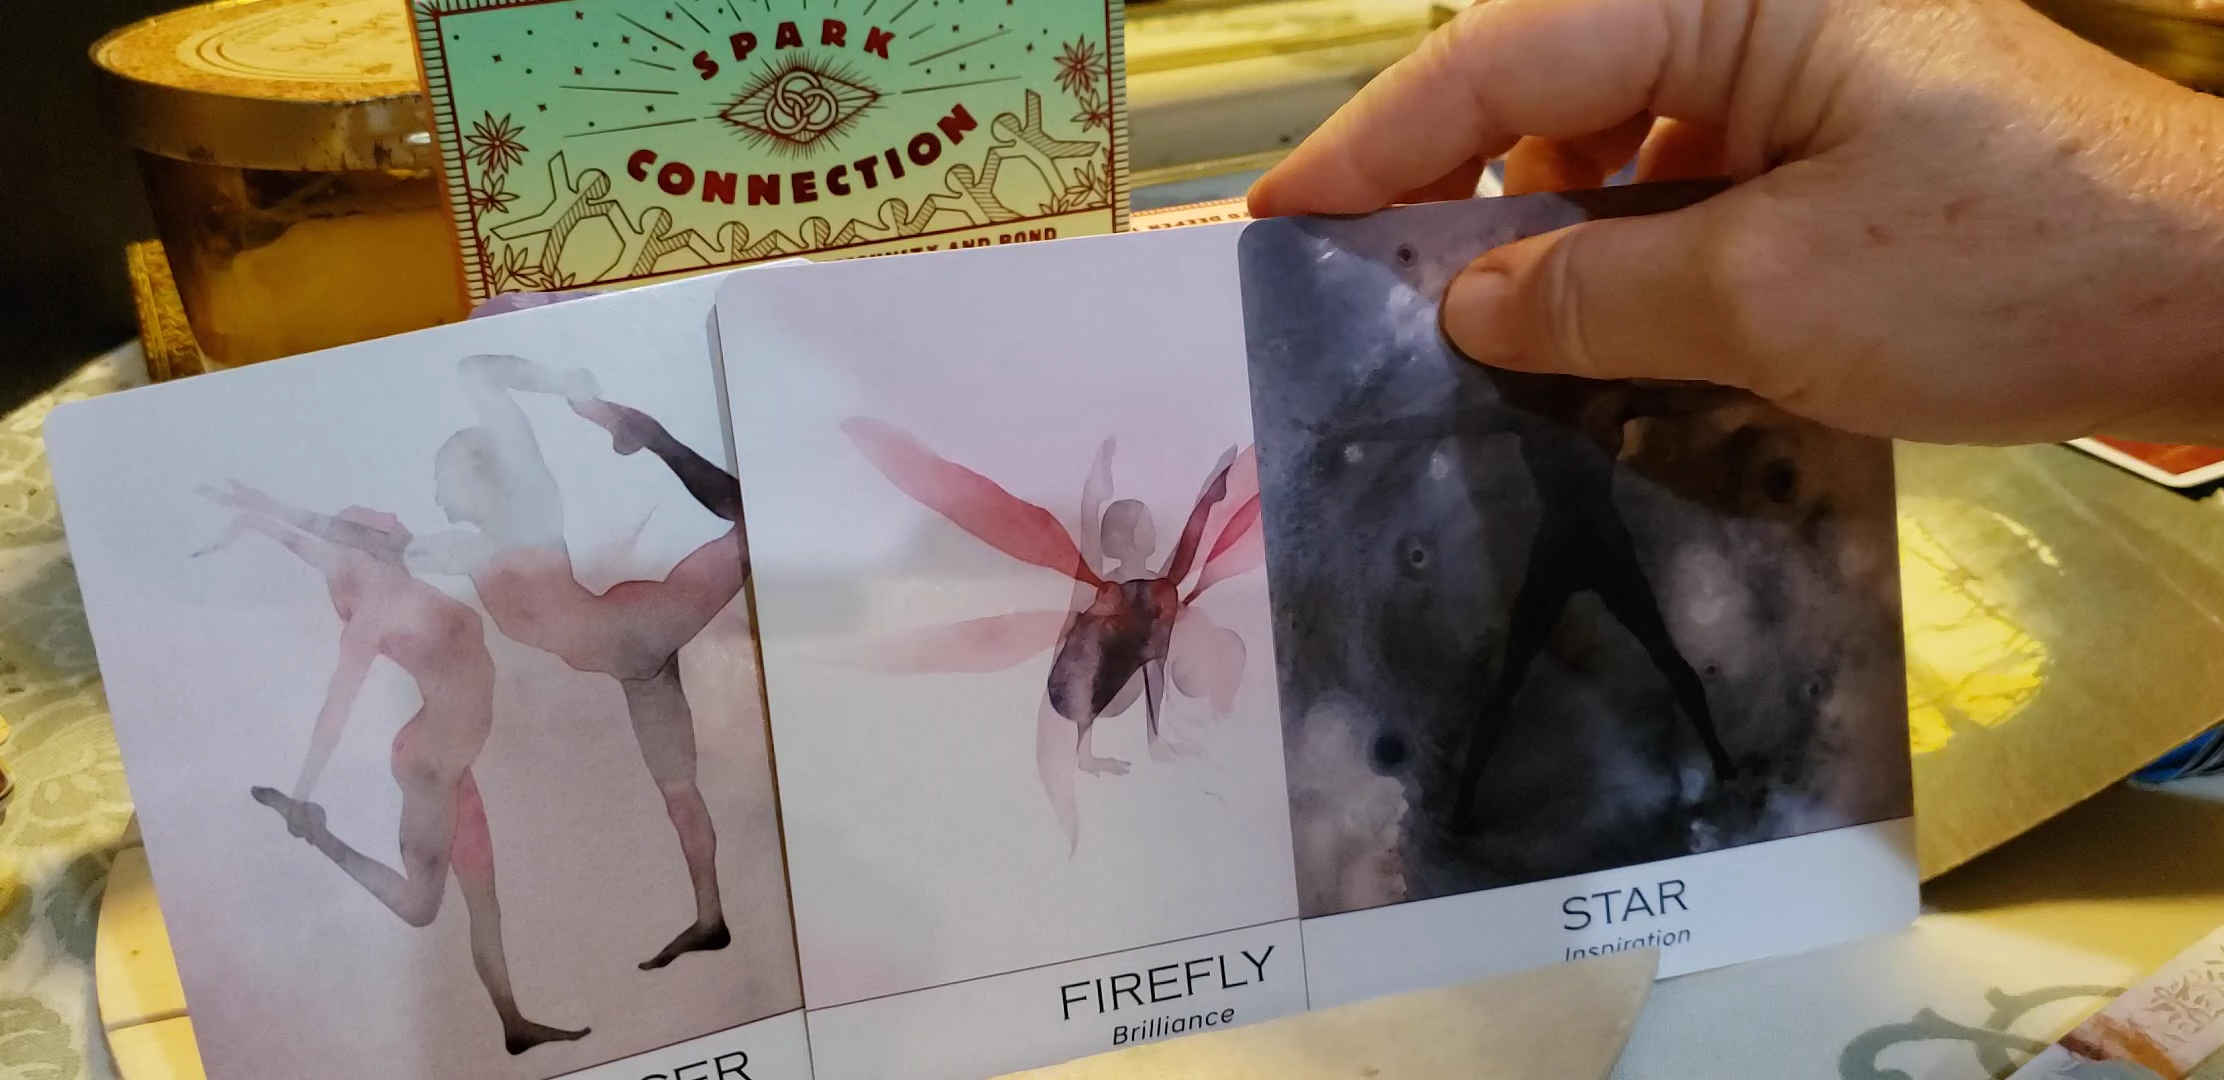 SPARK
CONNECTION
AND BOND
FIREFLY
Brilliance
STAR
Inspiration